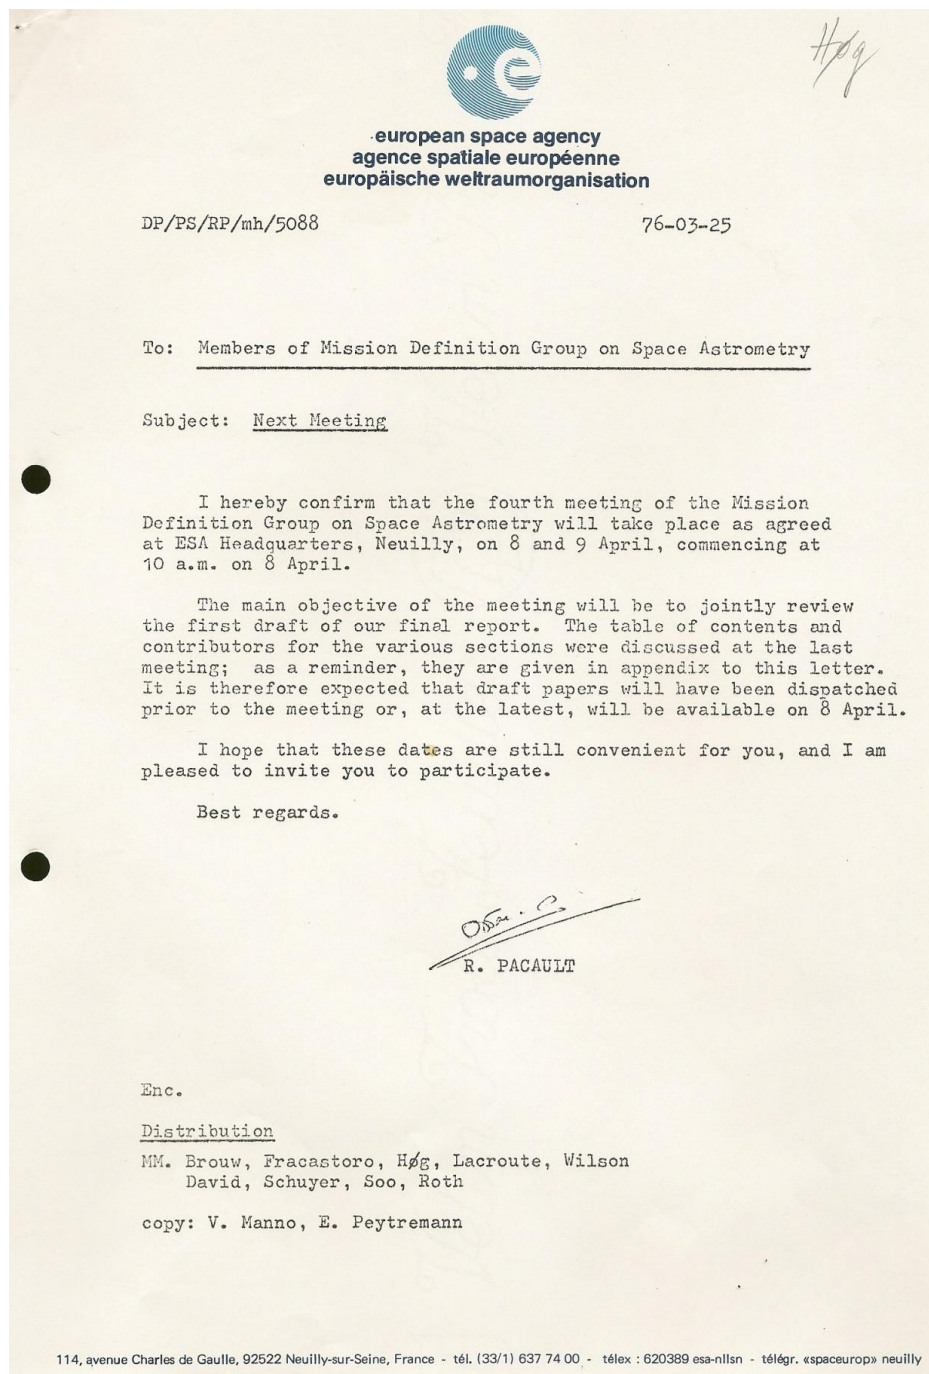 Høg
european space agency
agence spatiale européenne
europäische weltraumorganisation
DP/PS/RP/mh/5088 76-03-25
To: Members of Mission Definition Group on Space Astrometry
Subject: Next Meeting
I hereby confirm that the fourth meeting of the Mission
Definition Group on Space Astrometry will take place as agreed
at ESA Headquarters, Neuilly, on 8 and 9 April, commencing at
10 a.m. on 8 April.
The main objective of the meeting will be to jointly review
the first draft of our final report. The table of contents and
contributors for the various sections were discussed at the last
meeting; as a reminder, they are given in appendix to this letter.
It is therefore expected that draft papers will have been dispatched
prior to the meeting or, at the latest, will be available on 8 April.
I hope that these dates are still convenient for you, and I am
pleased to invite you to participate.
Best regards.
R. PACAULT
Enc.
Distribution
MM. Brouw, Fracastoro, Høg, Lacroute, Wilson
David, Schuyer, Soo, Roth
copy: V. Manno, E. Peytremann
114, avenue Charles de Gaulle, 92522 Neuilly-sur-Seine, France - tél. (33/1) 637 74 00 - télex : 620389 esa-nllsn - télégr. «spaceurop» neuilly